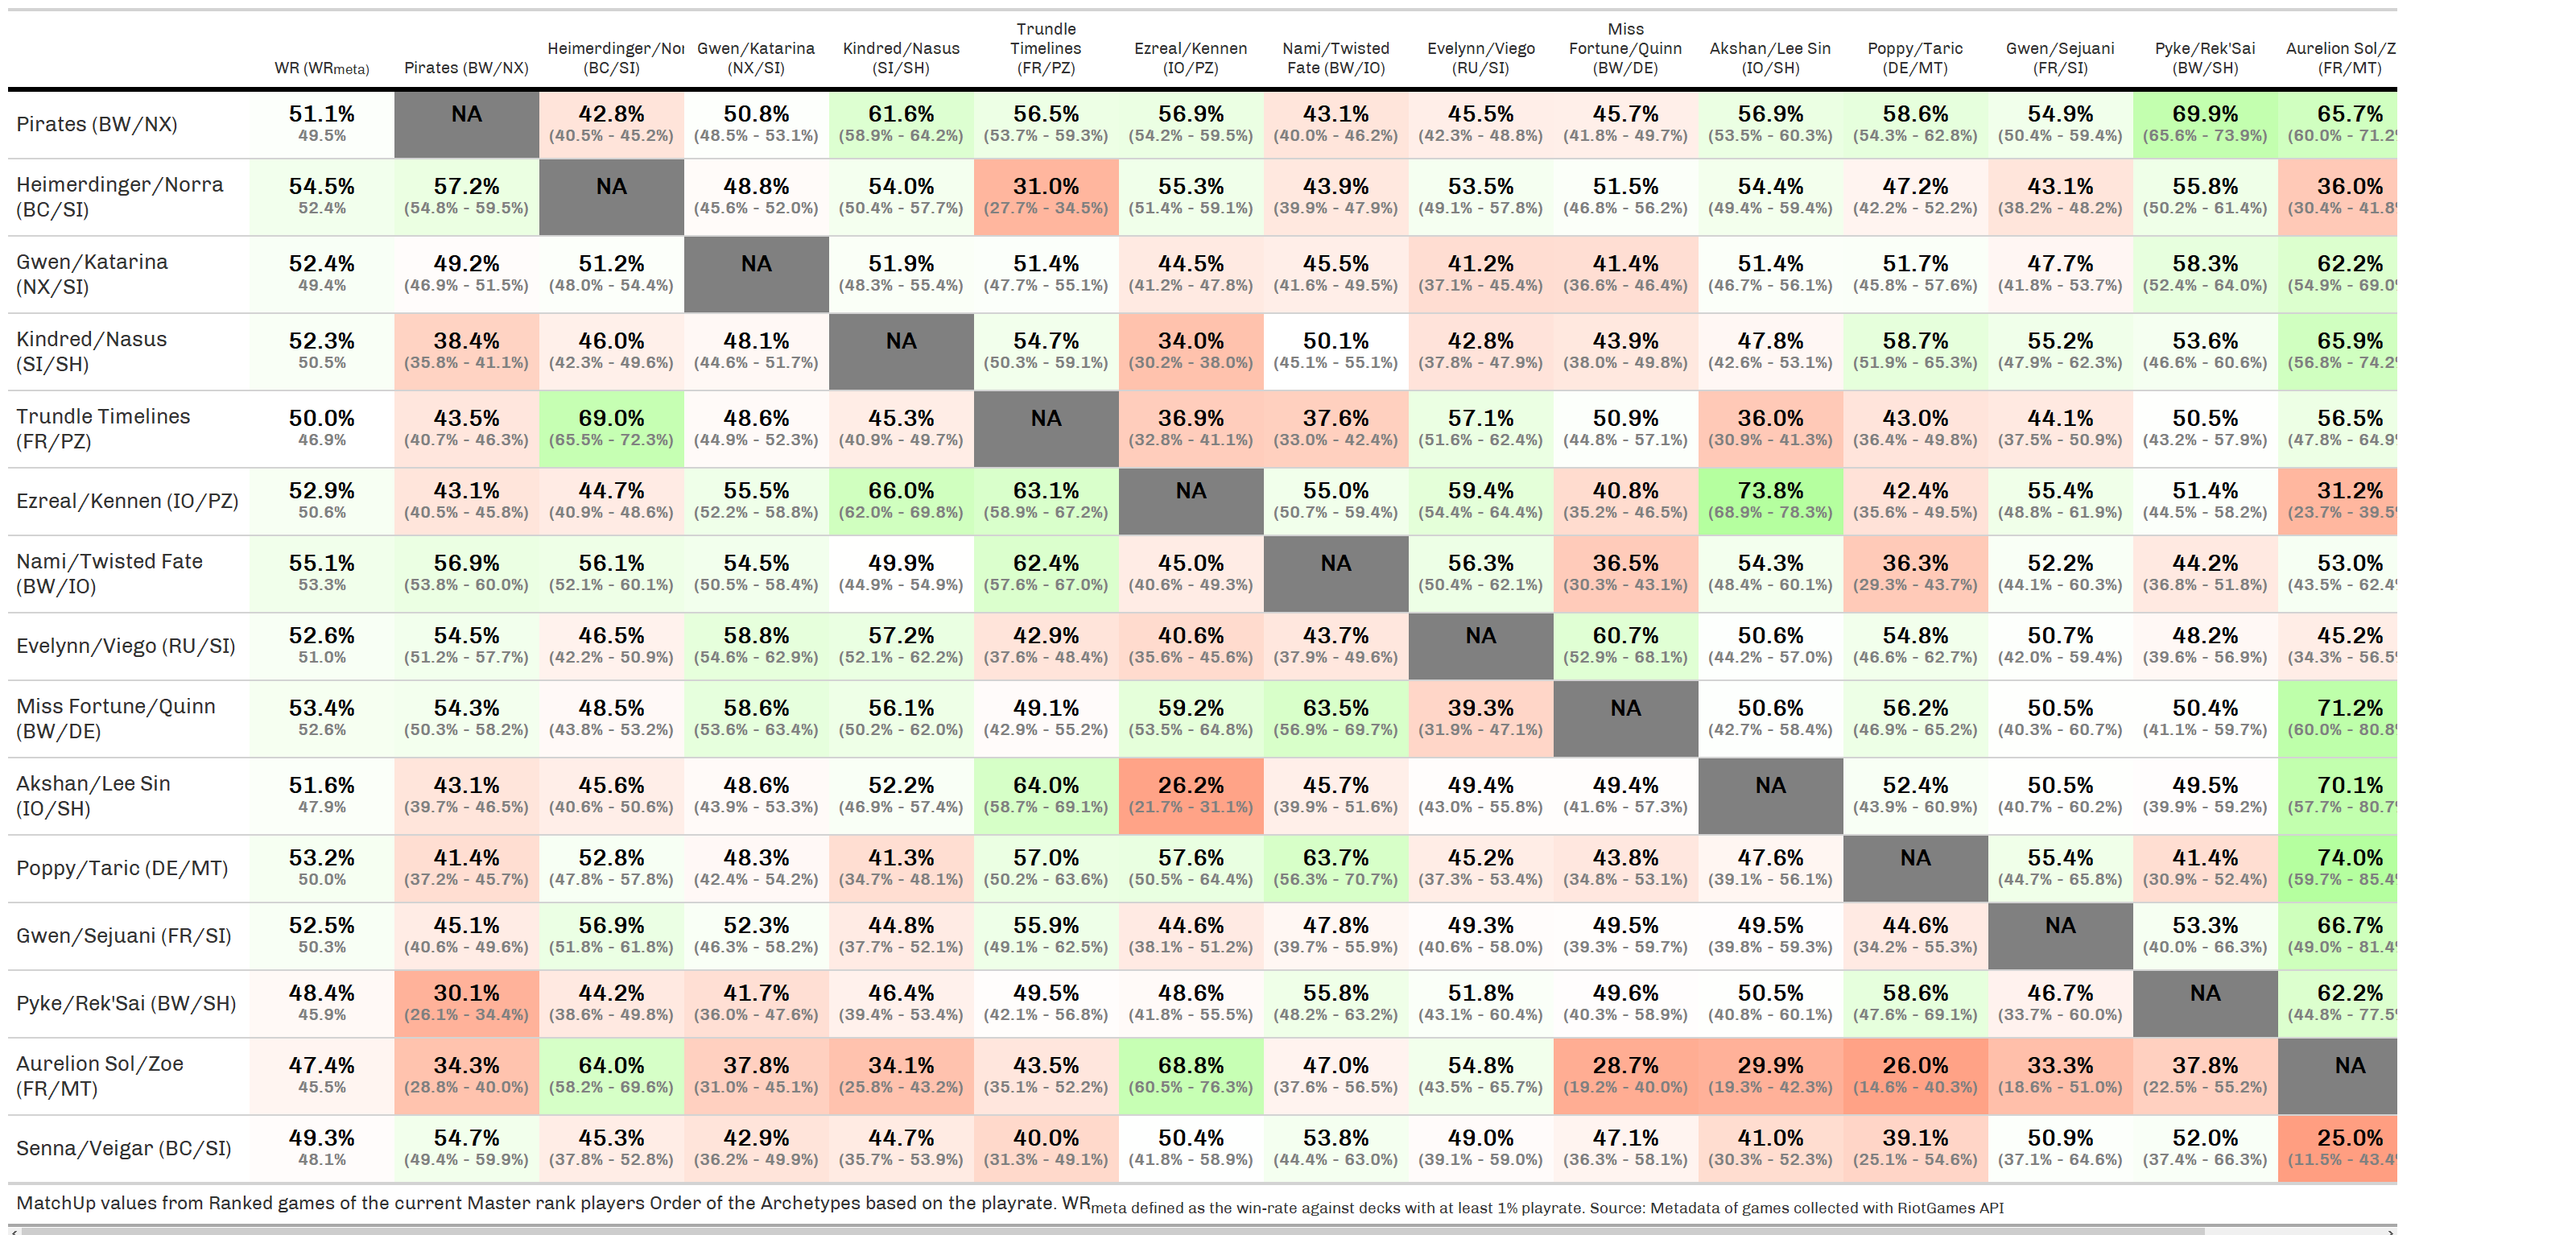 WR (WRmeta) Pirates (BW/NX) Heimerdinger/Nor (BC/SI) Gwen/Katarina (NX/SI) Kindred/Nasus (SI/SH) Trundle Timelines (FR/PZ) Ezreal/Kennen (IO/PZ) Nami/Twisted Fate (BW/IO) Evelynn/Viego (RU/SI) Miss Fortune/Quinn (BW/DE) Akshan/Lee Sin (IO/SH) Poppy/Taric (DE/MT) Gwen/Sejuani (FR/SI) Pyke/Rek'Sai (BW/SH) Aurelion Sol/Z (FR/MT)
Pirates (BW/NX) 51.1% NA 42.8% 50.8% 61.6% 56.5% 56.9% 43.1% 45.5% 45.7% 56.9% 58.6% 54.9% 69.9% 65.7%
49.5% (40.5% - 45.2%) (48.5% - 53.1%) (58.9% - 64.2%) (53.7% - 59.3%) (54.2% - 59.5%) (40.0% - 46.2%) (42.3% - 48.8%) (41.8% - 49.7%) (53.5% - 60.3%) (54.3% - 62.8%) (50.4% - 59.4%) (65.6% - 73.9%) (60.0% - 71.2%
Heimerdinger/Norra (BC/SI) 54.5% 57.2% NA 48.8% 54.0% 31.0% 55.3% 43.9% 53.5% 51.5% 54.4% 47.2% 43.1% 55.8% 36.0%
52.4% (54.8% - 59.5%) (45.6% - 52.0%) (50.4% - 57.7%) (27.7% - 34.5%) (51.4% - 59.1%) (39.9% - 47.9%) (49.1% - 57.8%) (46.8% - 56.2%) (49.4% - 59.4%) (42.2% - 52.2%) (38.2% - 48.2%) (50.2% - 61.4%) (30.4% - 41.8%
Gwen/Katarina (NX/SI) 52.4% 49.2% 51.2% NA 51.9% 51.4% 44.5% 45.5% 41.2% 41.4% 51.4% 51.7% 47.7% 58.3% 62.2%
49.4% (46.9% - 51.5%) (48.0% - 54.4%) (48.3% - 55.4%) (47.7% - 55.1%) (41.2% - 47.8%) (41.6% - 49.5%) (37.1% - 45.4%) (36.6% - 46.4%) (46.7% - 56.1%) (45.8% - 57.6%) (41.8% - 53.7%) (52.4% - 64.0%) (54.9% - 69.0%
Kindred/Nasus (SI/SH) 52.3% 38.4% 46.0% 48.1% NA 54.7% 34.0% 50.1% 42.8% 43.9% 47.8% 58.7% 55.2% 53.6% 65.9%
50.5% (35.8% - 41.1%) (42.3% - 49.6%) (44.6% - 51.7%) (50.3% - 59.1%) (30.2% - 38.0%) (45.1% - 55.1%) (37.8% - 47.9%) (38.0% - 49.8%) (42.6% - 53.1%) (51.9% - 65.3%) (47.9% - 62.3%) (46.6% - 60.6%) (56.8% - 74.2%
Trundle Timelines (FR/PZ) 50.0% 43.5% 69.0% 48.6% 45.3% NA 36.9% 37.6% 57.1% 50.9% 36.0% 43.0% 44.1% 50.5% 56.5%
46.9% (40.7% - 46.3%) (65.5% - 72.3%) (44.9% - 52.3%) (40.9% - 49.7%) (32.8% - 41.1%) (33.0% - 42.4%) (51.6% - 62.4%) (44.8% - 57.1%) (30.9% - 41.3%) (36.4% - 49.8%) (37.5% - 50.9%) (43.2% - 57.9%) (47.8% - 64.9%
Ezreal/Kennen (IO/PZ) 52.9% 43.1% 44.7% 55.5% 66.0% 63.1% NA 55.0% 59.4% 40.8% 73.8% 42.4% 55.4% 51.4% 31.2%
50.6% (40.5% - 45.8%) (40.9% - 48.6%) (52.2% - 58.8%) (62.0% - 69.8%) (58.9% - 67.2%) (50.7% - 59.4%) (54.4% - 64.4%) (35.2% - 46.5%) (68.9% - 78.3%) (35.6% - 49.5%) (48.8% - 61.9%) (44.5% - 58.2%) (23.7% - 39.5%
Nami/Twisted Fate (BW/IO) 55.1% 56.9% 56.1% 54.5% 49.9% 62.4% 45.0% NA 56.3% 36.5% 54.3% 36.3% 52.2% 44.2% 53.0%
53.3% (53.8% - 60.0%) (52.1% - 60.1%) (50.5% - 58.4%) (44.9% - 54.9%) (57.6% - 67.0%) (40.6% - 49.3%) (50.4% - 62.1%) (30.3% - 43.1%) (48.4% - 60.1%) (29.3% - 43.7%) (44.1% - 60.3%) (36.8% - 51.8%) (43.5% - 62.4%
Evelynn/Viego (RU/SI) 52.6% 54.5% 46.5% 58.8% 57.2% 42.9% 40.6% 43.7% NA 60.7% 50.6% 54.8% 50.7% 48.2% 45.2%
51.0% (51.2% - 57.7%) (42.2% - 50.9%) (54.6% - 62.9%) (52.1% - 62.2%) (37.6% - 48.4%) (35.6% - 45.6%) (37.9% - 49.6%) (52.9% - 68.1%) (44.2% - 57.0%) (46.6% - 62.7%) (42.0% - 59.4%) (39.6% - 56.9%) (34.3% - 56.5%
Miss Fortune/Quinn (BW/DE) 53.4% 54.3% 48.5% 58.6% 56.1% 49.1% 59.2% 63.5% 39.3% NA 50.6% 56.2% 50.5% 50.4% 71.2%
52.6% (50.3% - 58.2%) (43.8% - 53.2%) (53.6% - 63.4%) (50.2% - 62.0%) (42.9% - 55.2%) (53.5% - 64.8%) (56.9% - 69.7%) (31.9% - 47.1%) (42.7% - 58.4%) (46.9% - 65.2%) (40.3% - 60.7%) (41.1% - 59.7%) (60.0% - 80.8%
Akshan/Lee Sin (IO/SH) 51.6% 43.1% 45.6% 48.6% 52.2% 64.0% 26.2% 45.7% 49.4% 49.4% NA 52.4% 50.5% 49.5% 70.1%
47.9% (39.7% - 46.5%) (40.6% - 50.6%) (43.9% - 53.3%) (46.9% - 57.4%) (58.7% - 69.1%) (21.7% - 31.1%) (39.9% - 51.6%) (43.0% - 55.8%) (41.6% - 57.3%) (43.9% - 60.9%) (40.7% - 60.2%) (39.9% - 59.2%) (57.7% - 80.7%
Poppy/Taric (DE/MT) 53.2% 41.4% 52.8% 48.3% 41.3% 57.0% 57.6% 63.7% 45.2% 43.8% 47.6% NA 55.4% 41.4% 74.0%
50.0% (37.2% - 45.7%) (47.8% - 57.8%) (42.4% - 54.2%) (34.7% - 48.1%) (50.2% - 63.6%) (50.5% - 64.4%) (56.3% - 70.7%) (37.3% - 53.4%) (34.8% - 53.1%) (39.1% - 56.1%) (44.7% - 65.8%) (30.9% - 52.4%) (59.7% - 85.4%
Gwen/Sejuani (FR/SI) 52.5% 45.1% 56.9% 52.3% 44.8% 55.9% 44.6% 47.8% 49.3% 49.5% 49.5% 44.6% NA 53.3% 66.7%
50.3% (40.6% - 49.6%) (51.8% - 61.8%) (46.3% - 58.2%) (37.7% - 52.1%) (49.1% - 62.5%) (38.1% - 51.2%) (39.7% - 55.9%) (40.6% - 58.0%) (39.3% - 59.7%) (39.8% - 59.3%) (34.2% - 55.3%) (40.0% - 66.3%) (49.0% - 81.4%
Pyke/Rek'Sai (BW/SH) 48.4% 30.1% 44.2% 41.7% 46.4% 49.5% 48.6% 55.8% 51.8% 49.6% 50.5% 58.6% 46.7% NA 62.2%
45.9% (26.1% - 34.4%) (38.6% - 49.8%) (36.0% - 47.6%) (39.4% - 53.4%) (42.1% - 56.8%) (41.8% - 55.5%) (48.2% - 63.2%) (43.1% - 60.4%) (40.3% - 58.9%) (40.8% - 60.1%) (47.6% - 69.1%) (33.7% - 60.0%) (44.8% - 77.5%
Aurelion Sol/Zoe (FR/MT) 47.4% 34.3% 64.0% 37.8% 34.1% 43.5% 68.8% 47.0% 54.8% 28.7% 29.9% 26.0% 33.3% 37.8% NA
45.5% (28.8% - 40.0%) (58.2% - 69.6%) (31.0% - 45.1%) (25.8% - 43.2%) (35.1% - 52.2%) (60.5% - 76.3%) (37.6% - 56.5%) (43.5% - 65.7%) (19.2% - 40.0%) (19.3% - 42.3%) (14.6% - 40.3%) (18.6% - 51.0%) (22.5% - 55.2%)
Senna/Veigar (BC/SI) 49.3% 54.7% 45.3% 42.9% 44.7% 40.0% 50.4% 53.8% 49.0% 47.1% 41.0% 39.1% 50.9% 52.0% 25.0%
48.1% (49.4% - 59.9%) (37.8% - 52.8%) (36.2% - 49.9%) (35.7% - 53.9%) (31.3% - 49.1%) (41.8% - 58.9%) (44.4% - 63.0%) (39.1% - 59.0%) (36.3% - 58.1%) (30.3% - 52.3%) (25.1% - 54.6%) (37.1% - 64.6%) (37.4% - 66.3%) (11.5% - 43.4%
MatchUp values from Ranked games of the current Master rank players Order of the Archetypes based on the playrate. WRmeta defined as the win-rate against decks with at least 1% playrate. Source: Metadata of games collected with RiotGames API